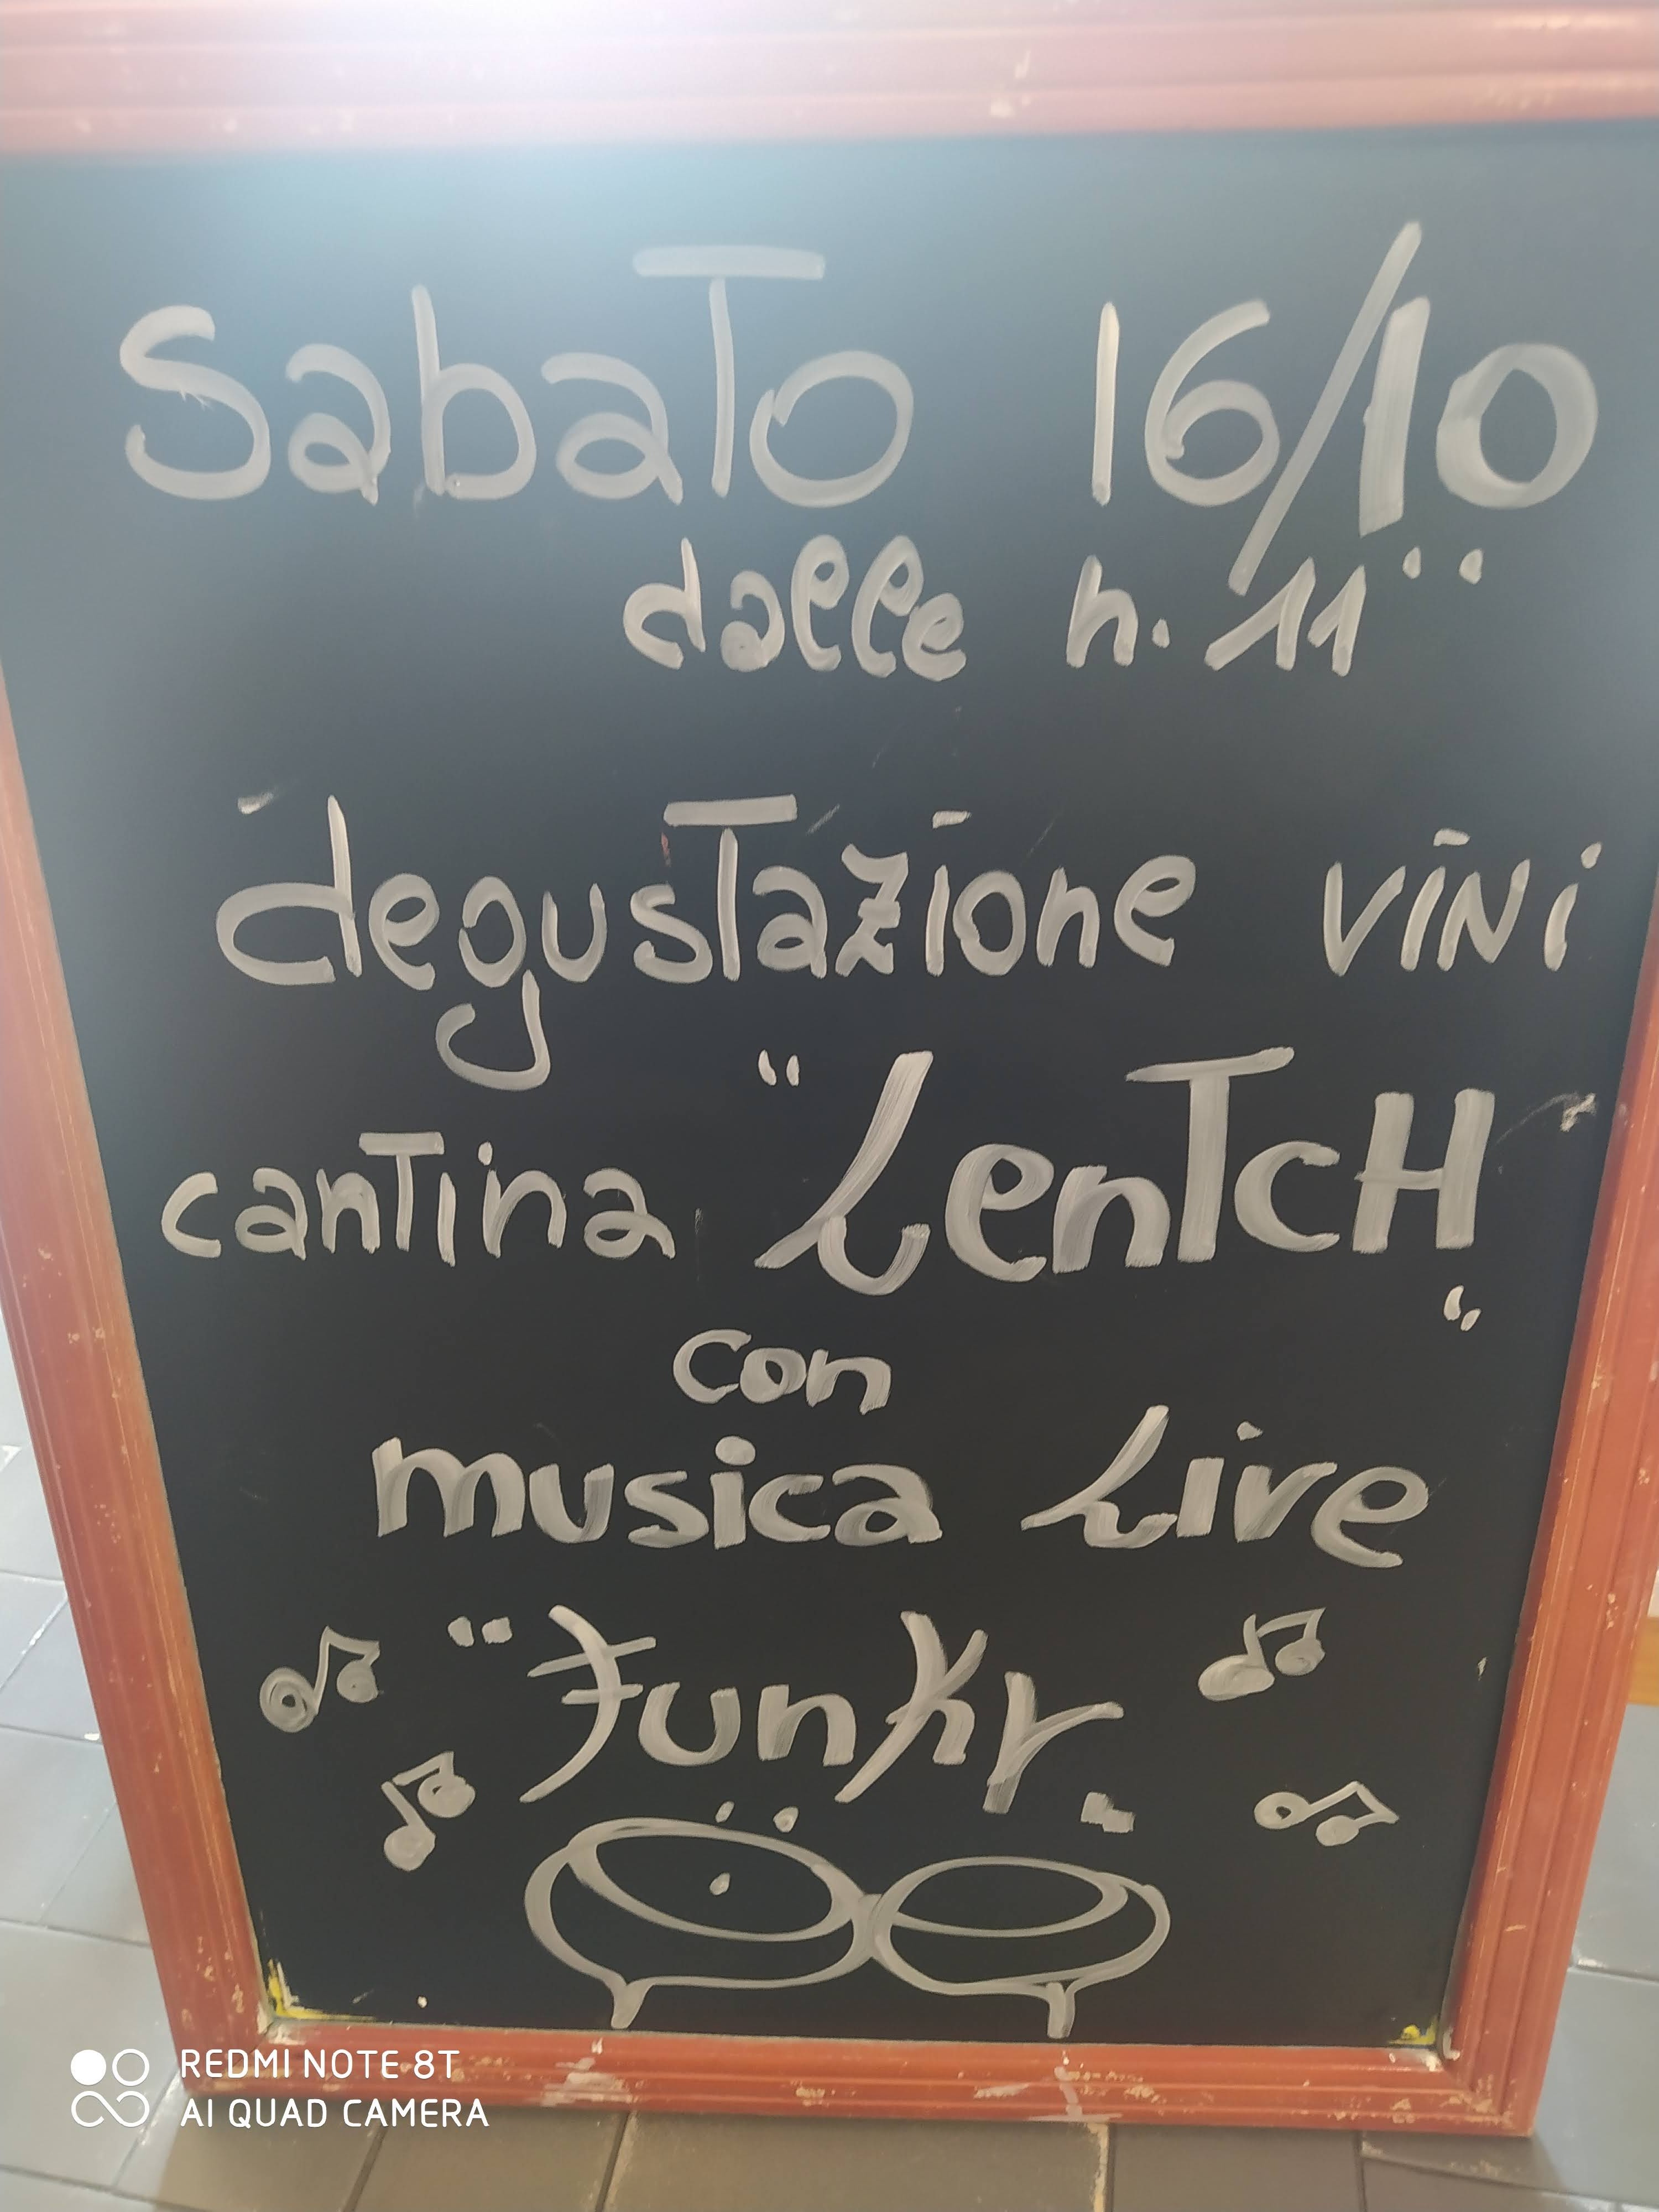 SabaTo 16/10
dalle h. 11¨
degusTazione vini
canTina "LenTcH"
con
musica Live
"Funky"
REDMI NOTE 8T
AI QUAD CAMERA